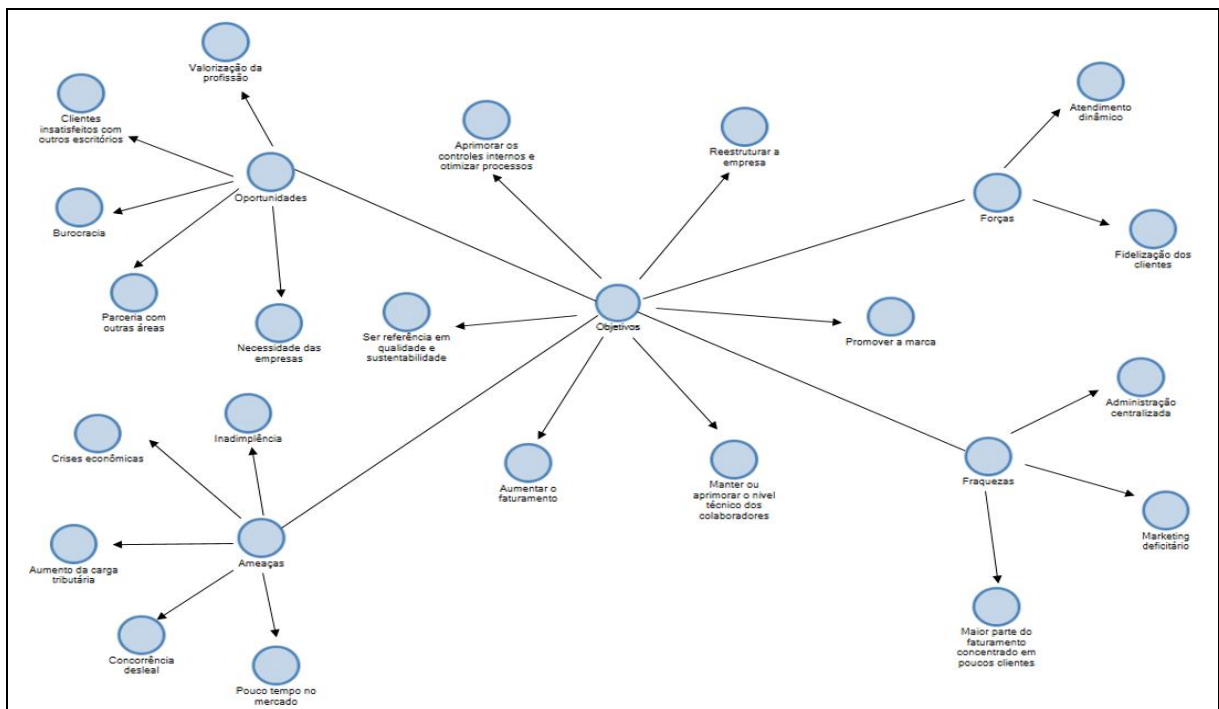 Valorização da
profissão
Clientes
insatisfeitos com
outros escritórios
Oportunidades
Burocracia
Parceria com
outras áreas
Necessidade das
empresas
Aprimorar os
controles internos e
otimizar processos
Reestruturar a
empresa
Objetivos
Ser referência em
qualidade e
sustentabilidade
Promover a marca
Aumentar o
faturamento
Manter ou
aprimorar o nível
técnico dos
colaboradores
Atendimento
dinâmico
Forças
Fidelização dos
clientes
Inadimplência
Crises econômicas
Ameaças
Aumento da carga
tributária
Concorrência
desleal
Pouco tempo no
mercado
Administração
centralizada
Fraquezas
Marketing
deficitário
Maior parte do
faturamento
concentrado em
poucos clientes